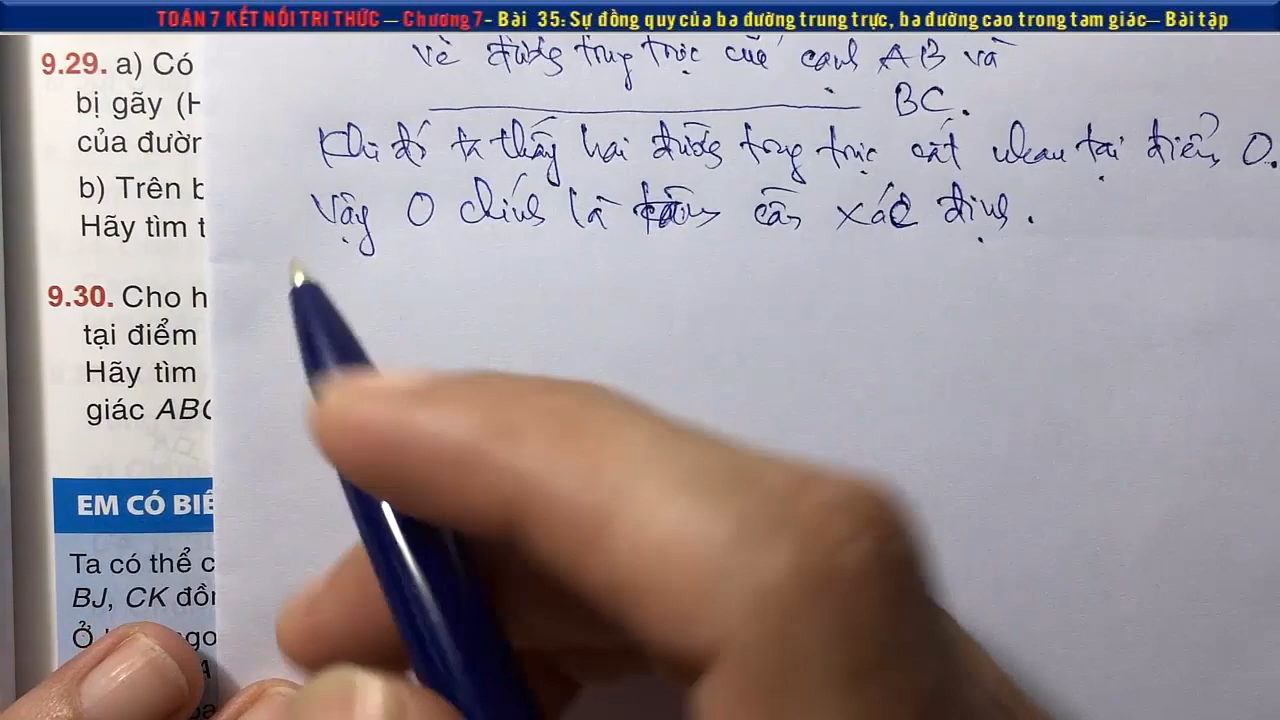 TOÁN 7 KẾT NỐI TRI THỨC – Chương 7 - Bài 35: Sự đồng quy của ba đường trung trực, ba đường cao trong tam giác – Bài tập
9.29. a) Có
bị gãy (H
của đườn
b) Trên b
Hãy tìm t
9.30. Cho h
tại điểm
Hãy tìm
giác ABC
EM CÓ BIẾ
Ta có thể c
BJ, CK đồn
Ở
Vẽ đường trung trực của cạnh AB và
BC.
Khi đó ta thấy hai đường trung trực cắt nhau tại điểm O.
Vậy O chính là tâm cần xác định.